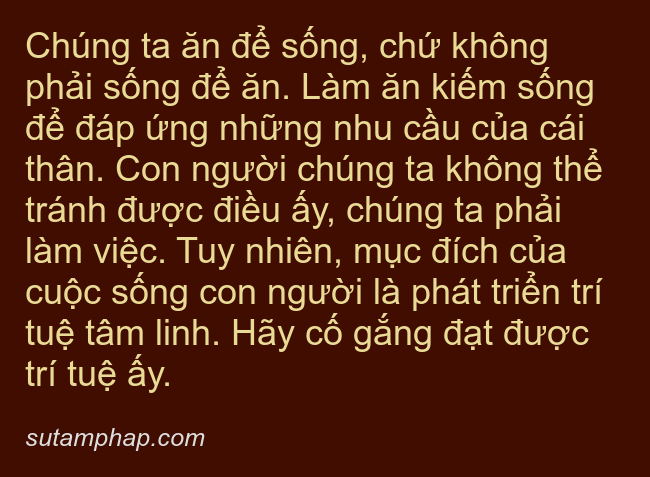 Chúng ta ăn để sống, chứ không
phải sống để ăn. Làm ăn kiếm sống
để đáp ứng những nhu cầu của cái
thân. Con người chúng ta không thể
tránh được điều ấy, chúng ta phải
làm việc. Tuy nhiên, mục đích của
cuộc sống con người là phát triển trí
tuệ tâm linh. Hãy cố gắng đạt được
trí tuệ ấy.
sutamphap.com